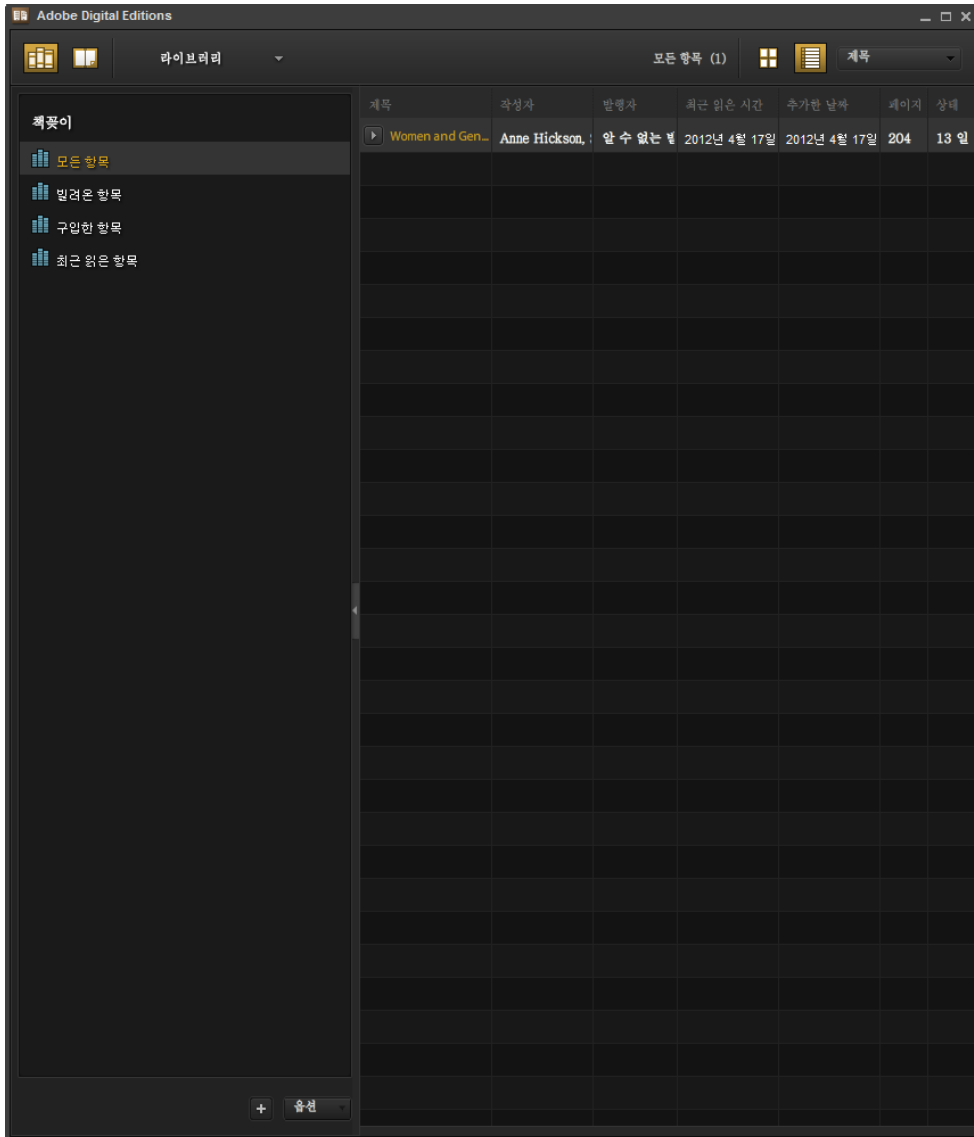 Adobe Digital Editions
라이브러리
모든 항목 (1)
제목
책꽂이
모든 항목
빌려온 항목
구입한 항목
최근 읽은 항목
제목 작성자 발행자 최근 읽은 시간 추가한 날짜 페이지 상태
Women and Gen... Anne Hickson, 알 수 없는 2012년 4월 17일 2012년 4월 17일 204 13 일
+ 옵션